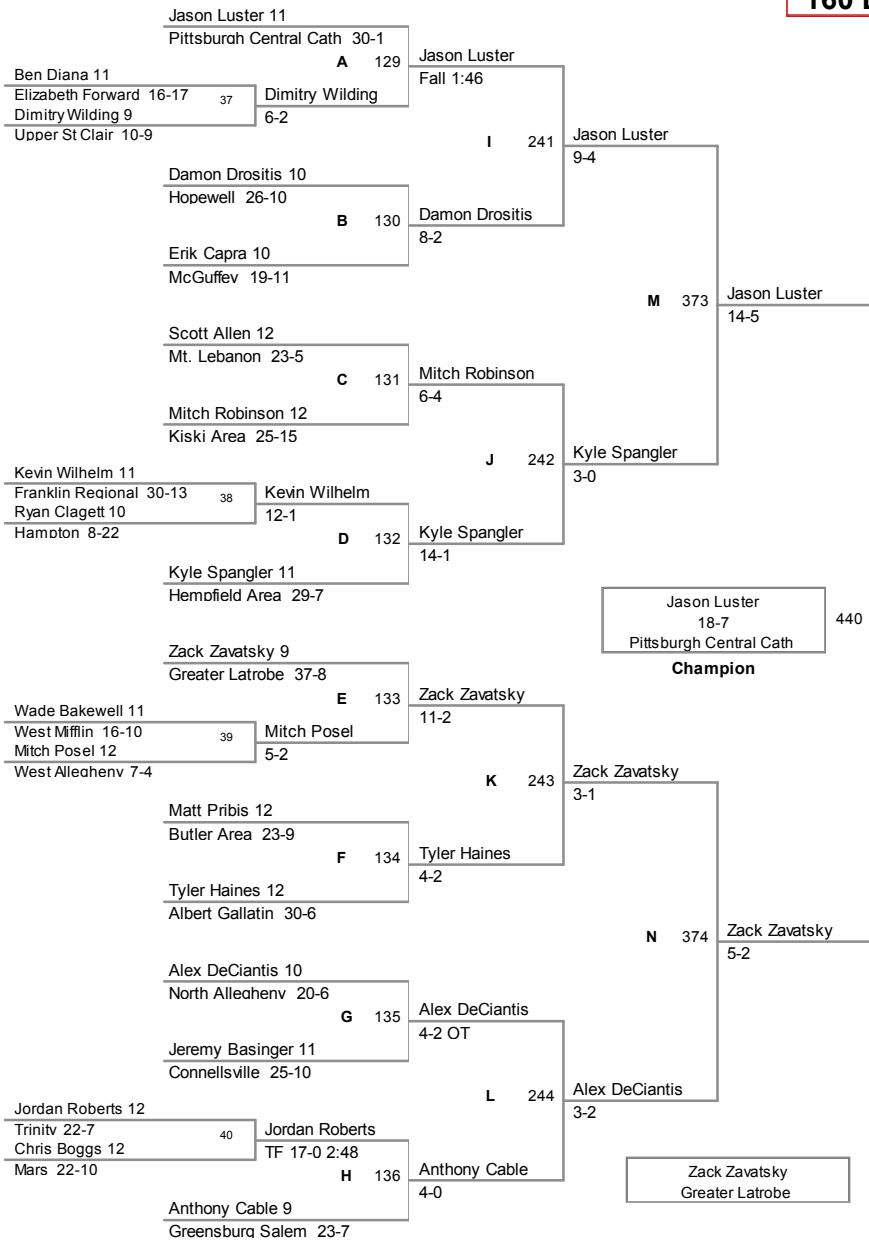 160 L
Jason Luster 11
Pittsburgh Central Cath 30-1
A 129
Jason Luster
Fall 1:46
Ben Diana 11
Elizabeth Forward 16-17
37
Dimitry Wilding 9
Upper St Clair 10-9
Dimitry Wilding
6-2
I 241
Jason Luster
9-4
Damon Drositis 10
Hopewell 26-10
B 130
Damon Drositis
8-2
Erik Capra 10
McGuffey 19-11
M 373
Jason Luster
14-5
Scott Allen 12
Mt. Lebanon 23-5
C 131
Mitch Robinson
6-4
Mitch Robinson 12
Kiski Area 25-15
J 242
Kyle Spangler
3-0
Kevin Wilhelm 11
Franklin Regional 30-13
38
Ryan Clagett 10
Hampton 8-22
Kevin Wilhelm
12-1
D 132
Kyle Spangler
14-1
Kyle Spangler 11
Hempfield Area 29-7
Jason Luster
18-7
Pittsburgh Central Cath
440
Champion
Zack Zavatsky 9
Greater Latrobe 37-8
E 133
Zack Zavatsky
11-2
Wade Bakewell 11
West Mifflin 16-10
39
Mitch Posel 12
West Allegheny 7-4
Mitch Posel
5-2
K 243
Zack Zavatsky
3-1
Matt Pribis 12
Butler Area 23-9
F 134
Tyler Haines
4-2
Tyler Haines 12
Albert Gallatin 30-6
N 374
Zack Zavatsky
5-2
Alex DeCiantis 10
North Allegheny 20-6
G 135
Alex DeCiantis
4-2 OT
Jeremy Basinger 11
Connellsville 25-10
L 244
Alex DeCiantis
3-2
Jordan Roberts 12
Trinity 22-7
40
Chris Boggs 12
Mars 22-10
Jordan Roberts
TF 17-0 2:48
H 136
Anthony Cable
4-0
Anthony Cable 9
Greensburg Salem 23-7
Zack Zavatsky
Greater Latrobe